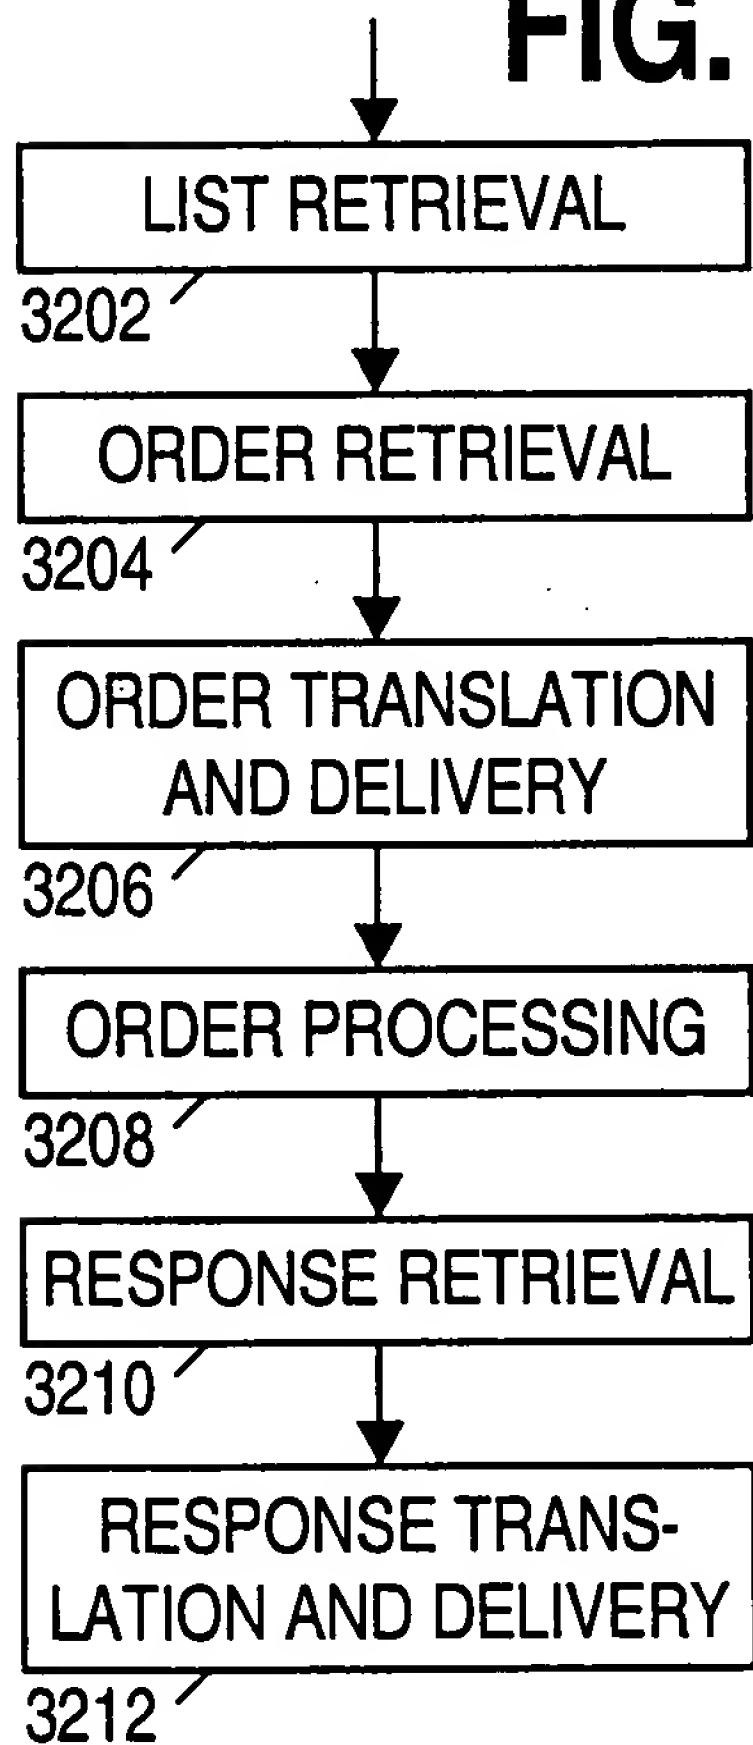 FIG.
LIST RETRIEVAL
3202
ORDER RETRIEVAL
3204
ORDER TRANSLATION
AND DELIVERY
3206
ORDER PROCESSING
3208
RESPONSE RETRIEVAL
3210
RESPONSE TRANS-
LATION AND DELIVERY
3212